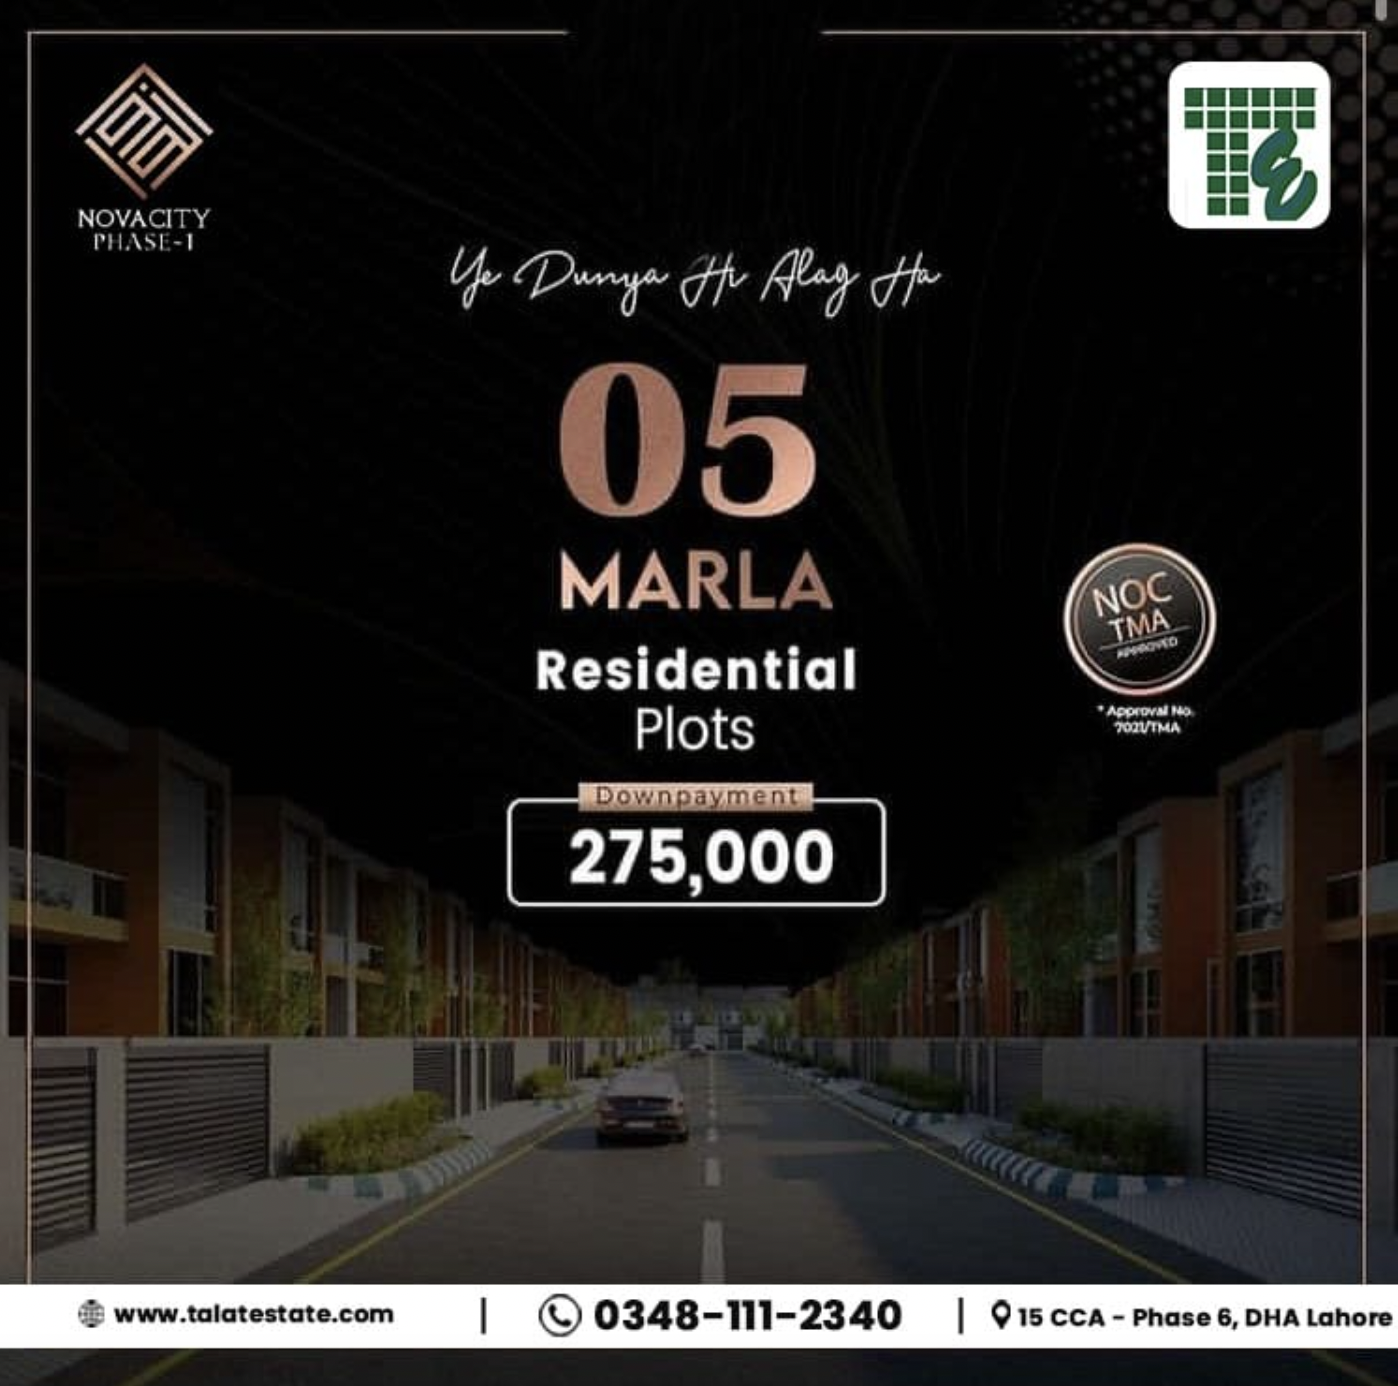 NOVACITY
PHASE-1
TE
Ye Dunya Hi Alag Ha
05
MARLA
Residential
Plots
NOC
TMA
APPROVED
* Approval No.
7021/TMA
Downpayment
275,000
www.talatestate.com | 0348-111-2340 | 15 CCA - Phase 6, DHA Lahore